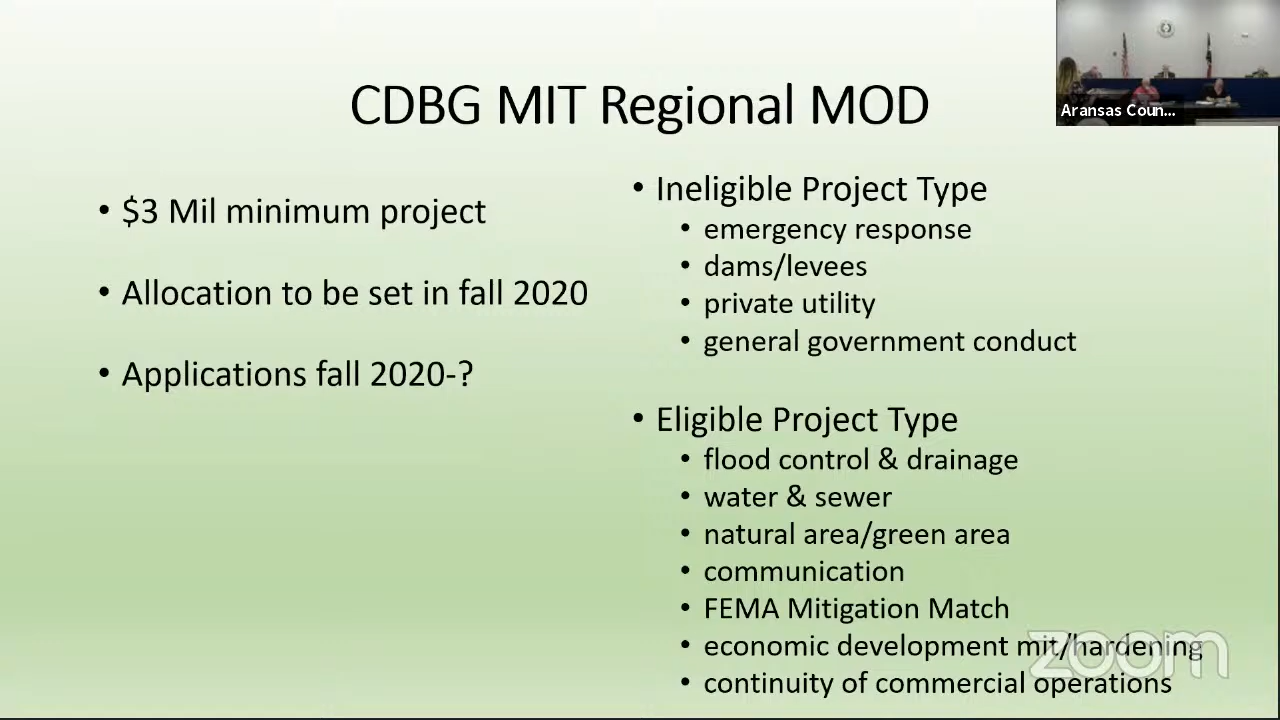 CDBG MIT Regional MOD
Aransas Coun...
• $3 Mil minimum project
• Allocation to be set in fall 2020
• Applications fall 2020-?
• Ineligible Project Type
• emergency response
• dams/levees
• private utility
• general government conduct
• Eligible Project Type
• flood control & drainage
• water & sewer
• natural area/green area
• communication
• FEMA Mitigation Match
• economic development mit/hardening
• continuity of commercial operations
zoom